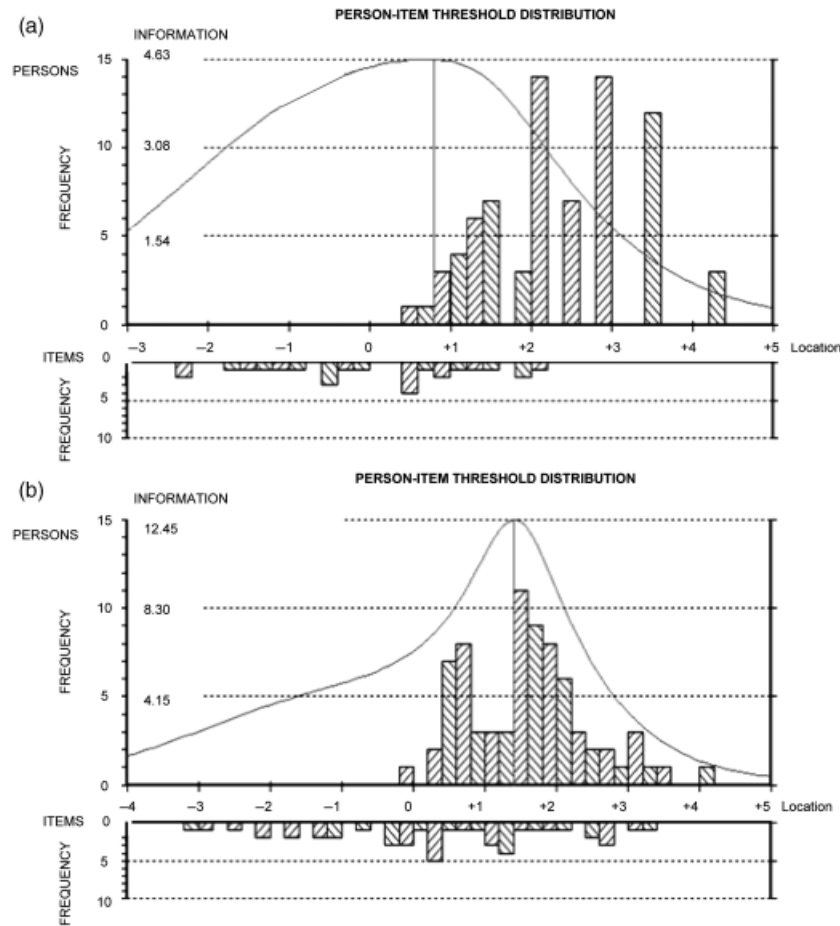 (a)
PERSON-ITEM THRESHOLD DISTRIBUTION
INFORMATION
PERSONS
15 4.63
10 3.08
5 1.54
0
FREQUENCY
−3 −2 −1 0 +1 +2 +3 +4 +5 Location
ITEMS 0
5
10
FREQUENCY
(b)
PERSON-ITEM THRESHOLD DISTRIBUTION
INFORMATION
PERSONS
15 12.45
10 8.30
5 4.15
0
FREQUENCY
−4 −3 −2 −1 0 +1 +2 +3 +4 +5 Location
ITEMS 0
5
10
FREQUENCY